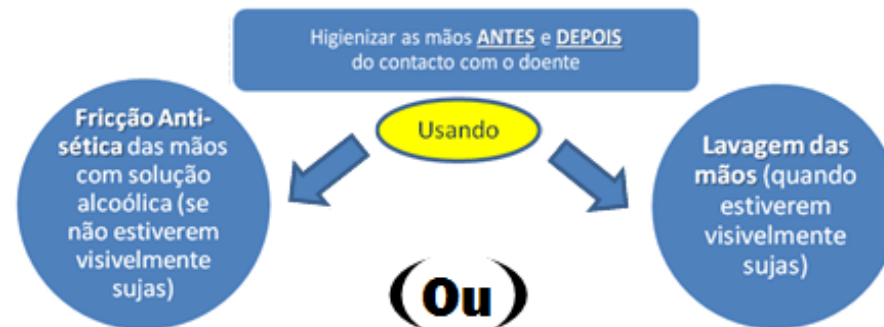 Higienizar as mãos ANTES e DEPOIS
do contacto com o doente
Usando
Fricção Anti-
sética das mãos
com solução
alcoólica (se
não estiverem
visivelmente
sujas)
(Ou)
Lavagem das
mãos (quando
estiverem
visivelmente
sujas)